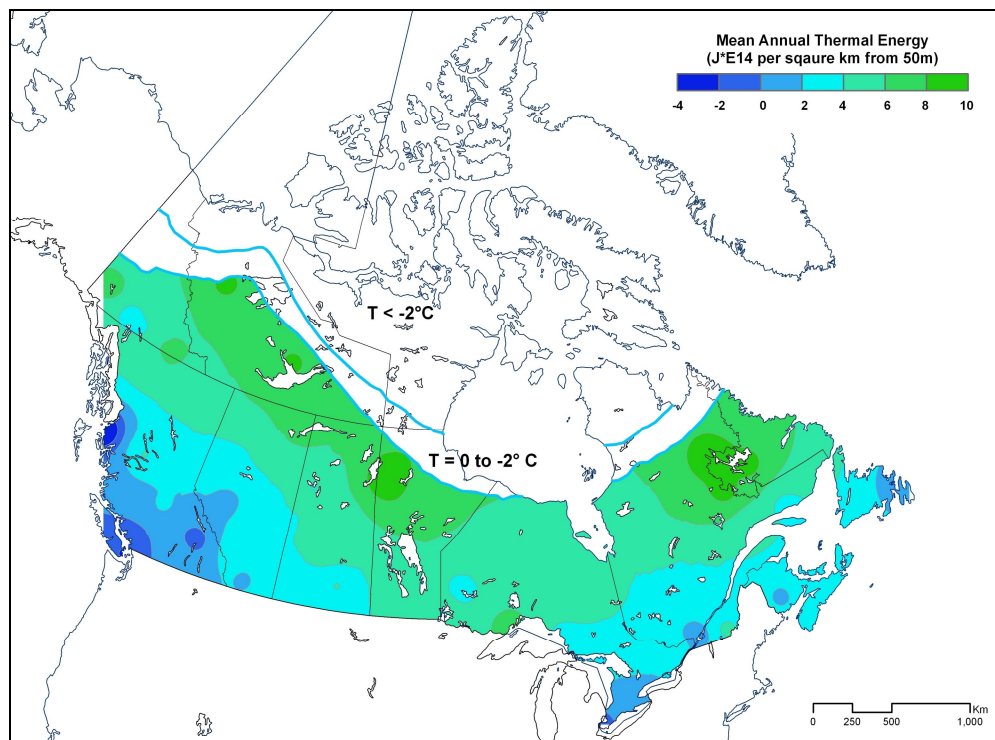 Mean Annual Thermal Energy
(J*E14 per sqaure km from 50m)
-4 -2 0 2 4 6 8 10
T < -2°C
T = 0 to -2° C
Km
0 250 500 1,000